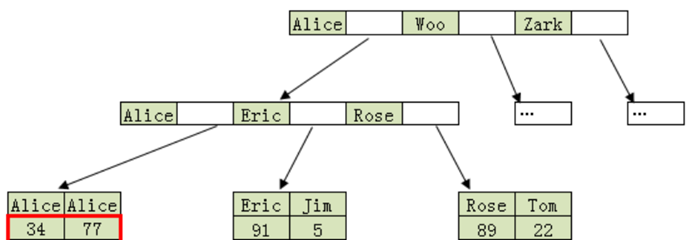 Alice Woo Zark
Alice Eric Rose ... ...
Alice Alice Eric Jim Rose Tom
34 77 91 5 89 22